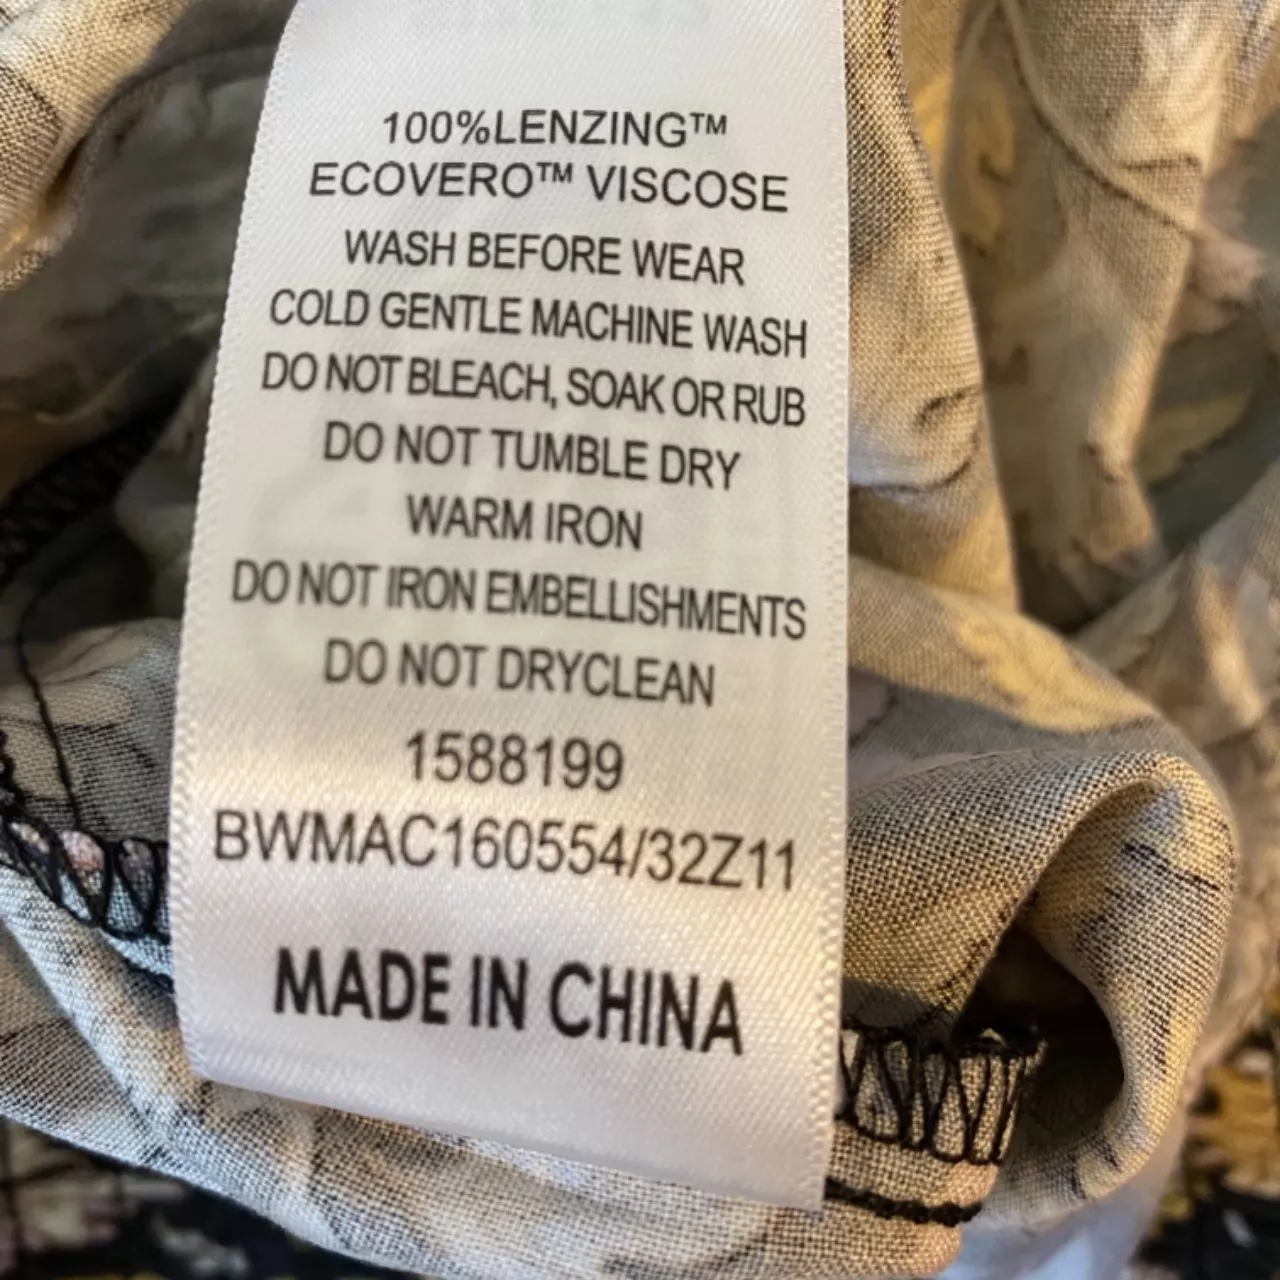 100%LENZING™
ECOVERO™ VISCOSE
WASH BEFORE WEAR
COLD GENTLE MACHINE WASH
DO NOT BLEACH, SOAK OR RUB
DO NOT TUMBLE DRY
WARM IRON
DO NOT IRON EMBELLISHMENTS
DO NOT DRYCLEAN
1588199
BWMAC160554/32Z11
MADE IN CHINA